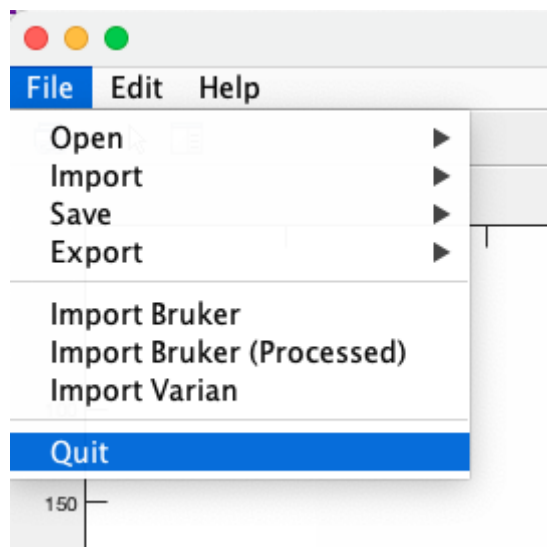 File Edit Help
Open
Import
Save
Export
Import Bruker
Import Bruker (Processed)
Import Varian
Quit
150